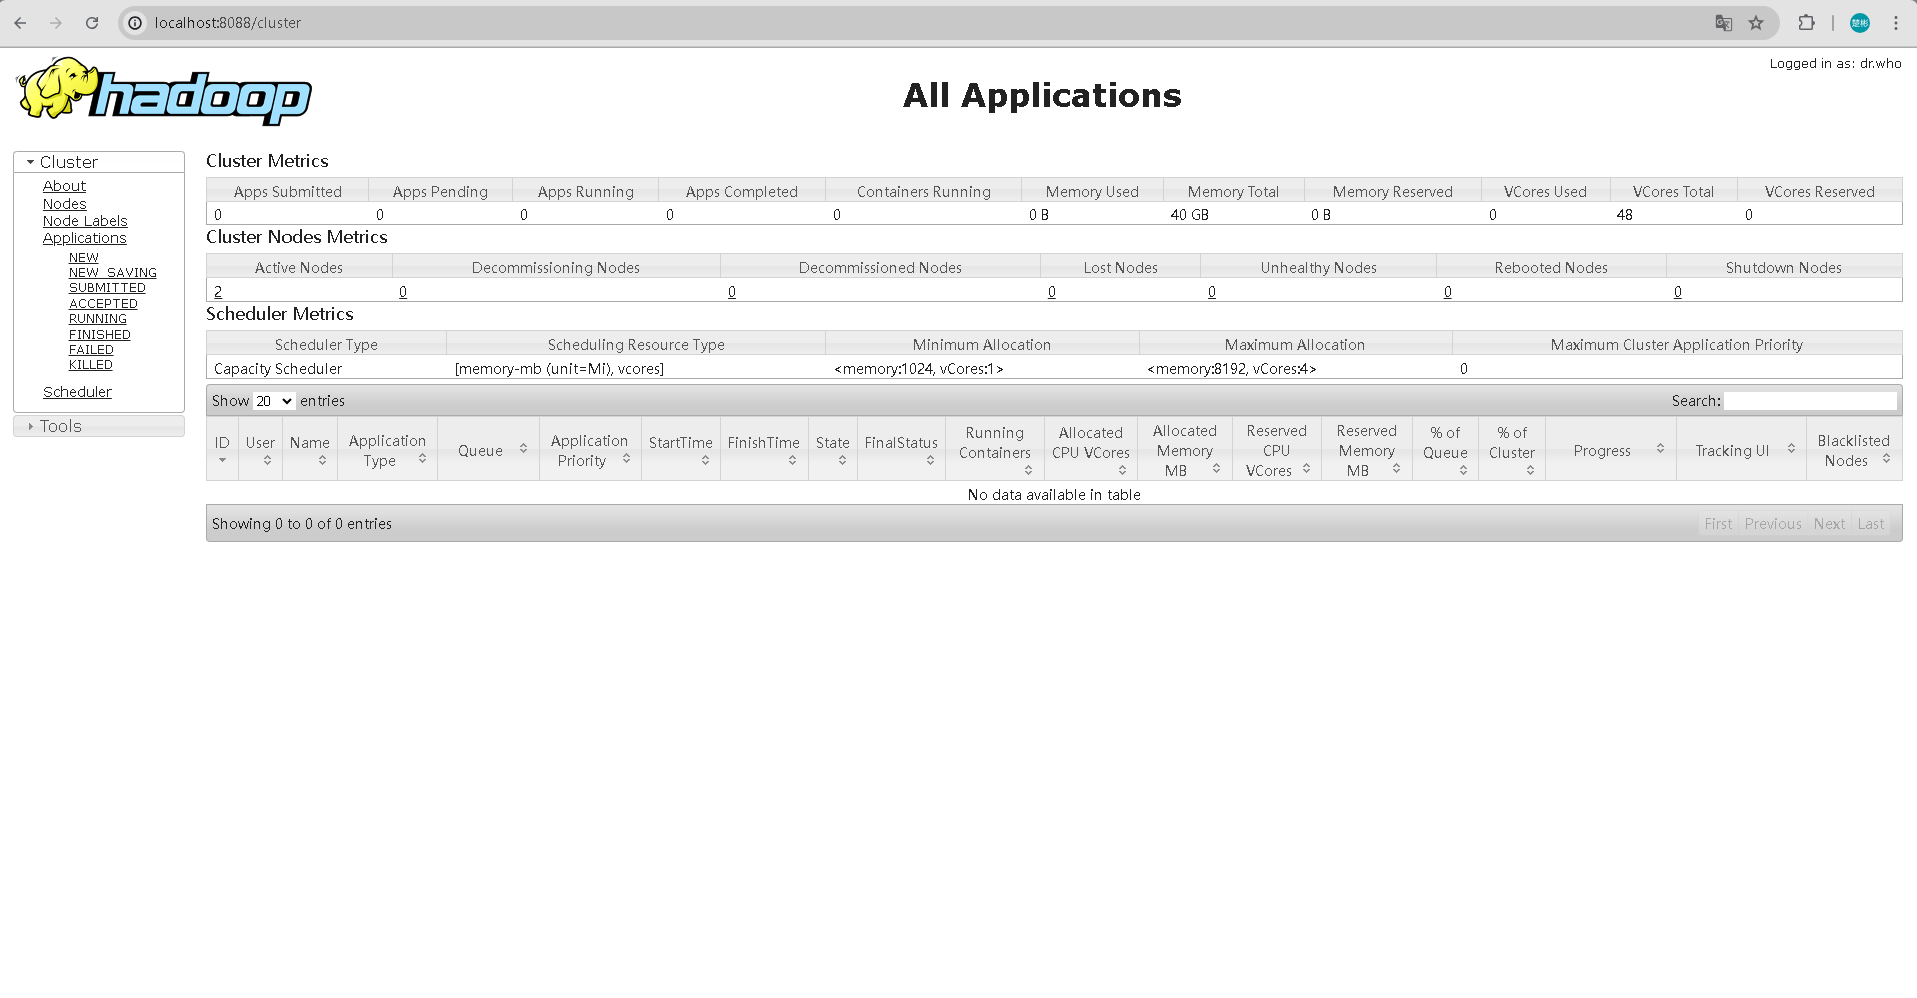 localhost:8088/cluster
楚彬
Logged in as: dr.who
hadoop
All Applications
Cluster
About
Nodes
Node Labels
Applications
NEW
NEW_SAVING
SUBMITTED
ACCEPTED
RUNNING
FINISHED
FAILED
KILLED
Scheduler
Tools
Cluster Metrics
Apps Submitted Apps Pending Apps Running Apps Completed Containers Running Memory Used Memory Total Memory Reserved VCores Used VCores Total VCores Reserved
0 0 0 0 0 0 B 40 GB 0 B 0 48 0
Cluster Nodes Metrics
Active Nodes Decommissioning Nodes Decommissioned Nodes Lost Nodes Unhealthy Nodes Rebooted Nodes Shutdown Nodes
2 0 0 0 0 0 0
Scheduler Metrics
Scheduler Type Scheduling Resource Type Minimum Allocation Maximum Allocation Maximum Cluster Application Priority
Capacity Scheduler [memory-mb (unit=Mi), vcores] <memory:1024, vCores:1> <memory:8192, vCores:4> 0
Show 20 entries Search:
ID User Name Application Type Queue Application Priority StartTime FinishTime State FinalStatus Running Containers Allocated CPU VCores Allocated Memory MB Reserved CPU VCores Reserved Memory MB % of Queue % of Cluster Progress Tracking UI Blacklisted Nodes
No data available in table
Showing 0 to 0 of 0 entries First Previous Next Last